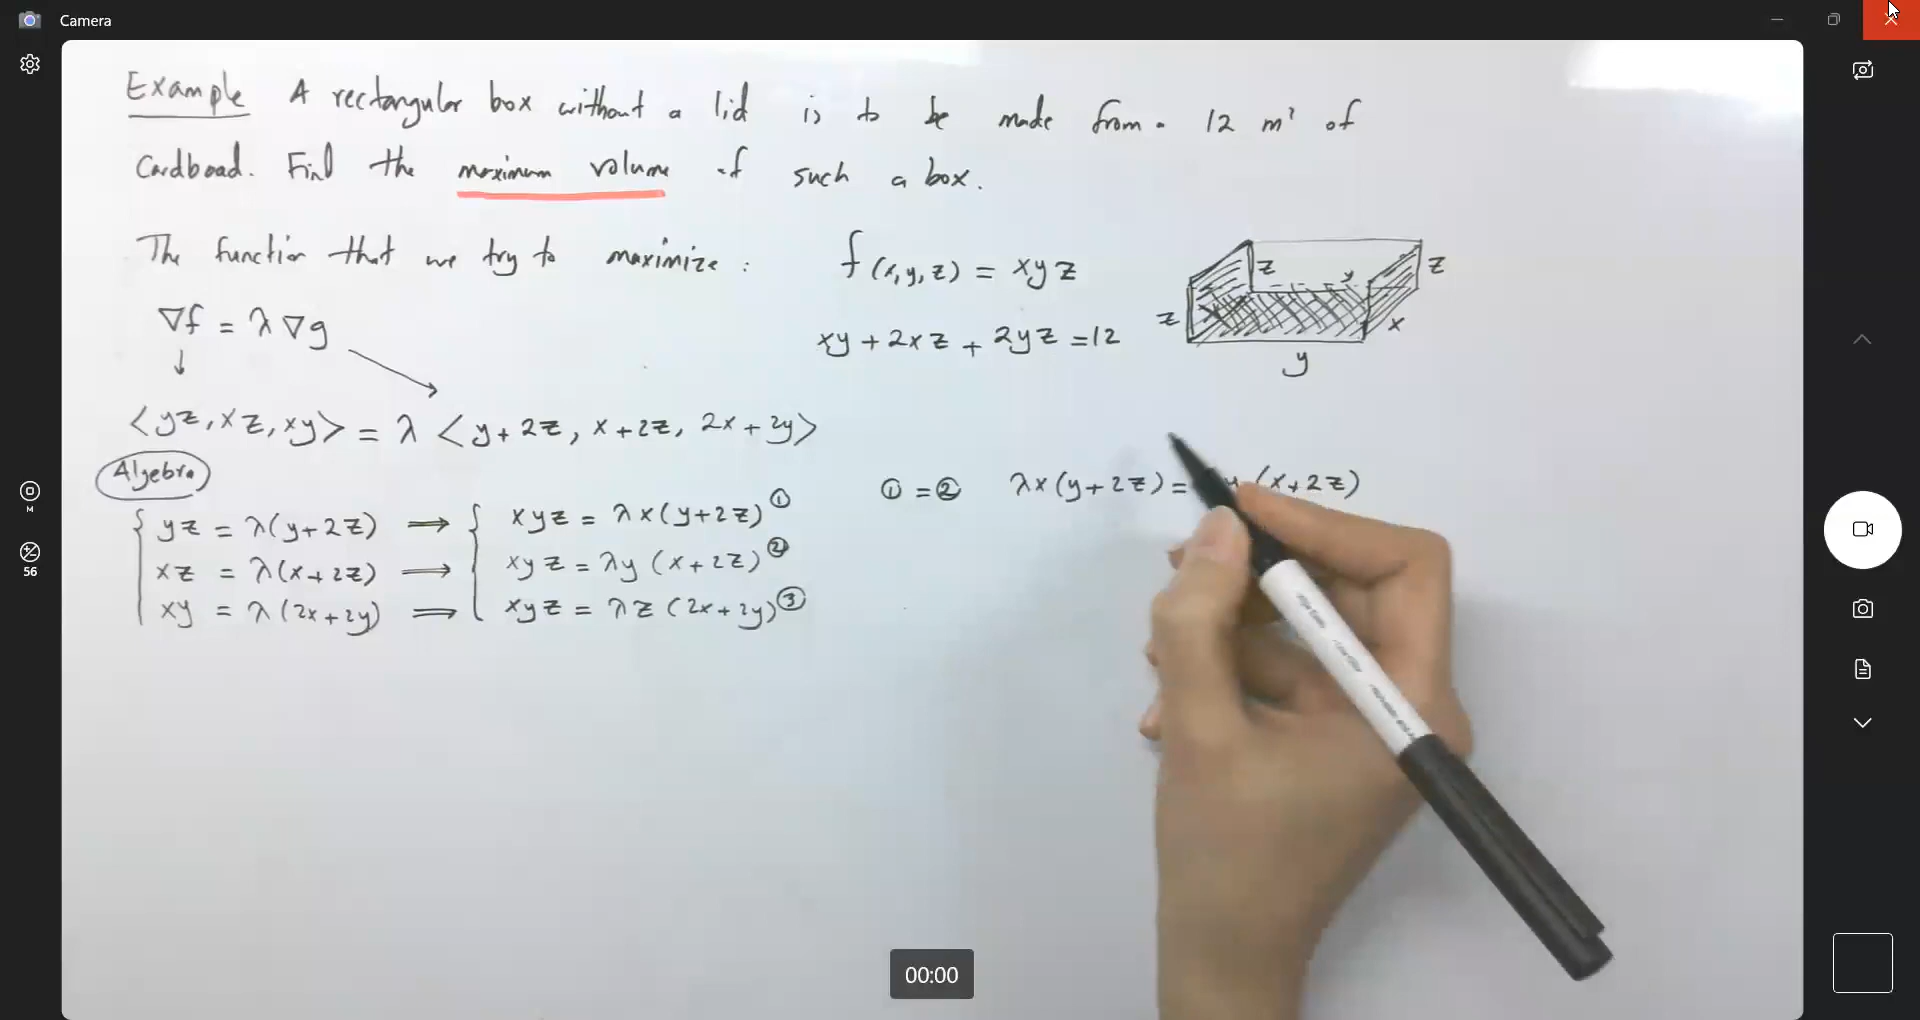 Camera
Example A rectangular box without a lid is to be made from a 12 m² of
Cardboad. Find the maximum volume of such a box.
The function that we try to maximize : f(x,y,z) = xyz
z y z
∇f = λ∇g
xy + 2xz + 2yz = 12
z x x
y
<yz, xz, xy> = λ <y+2z, x+2z, 2x+2y>
Algebra
① = ② λx(y+2z) = y (x+2z)
yz = λ(y+2z) ⟹ xyz = λx(y+2z) ①
xz = λ(x+2z) ⟹ xyz = λy (x+2z) ②
xy = λ(2x+2y) ⟹ xyz = λz (2x+2y) ③
M
56
00:00